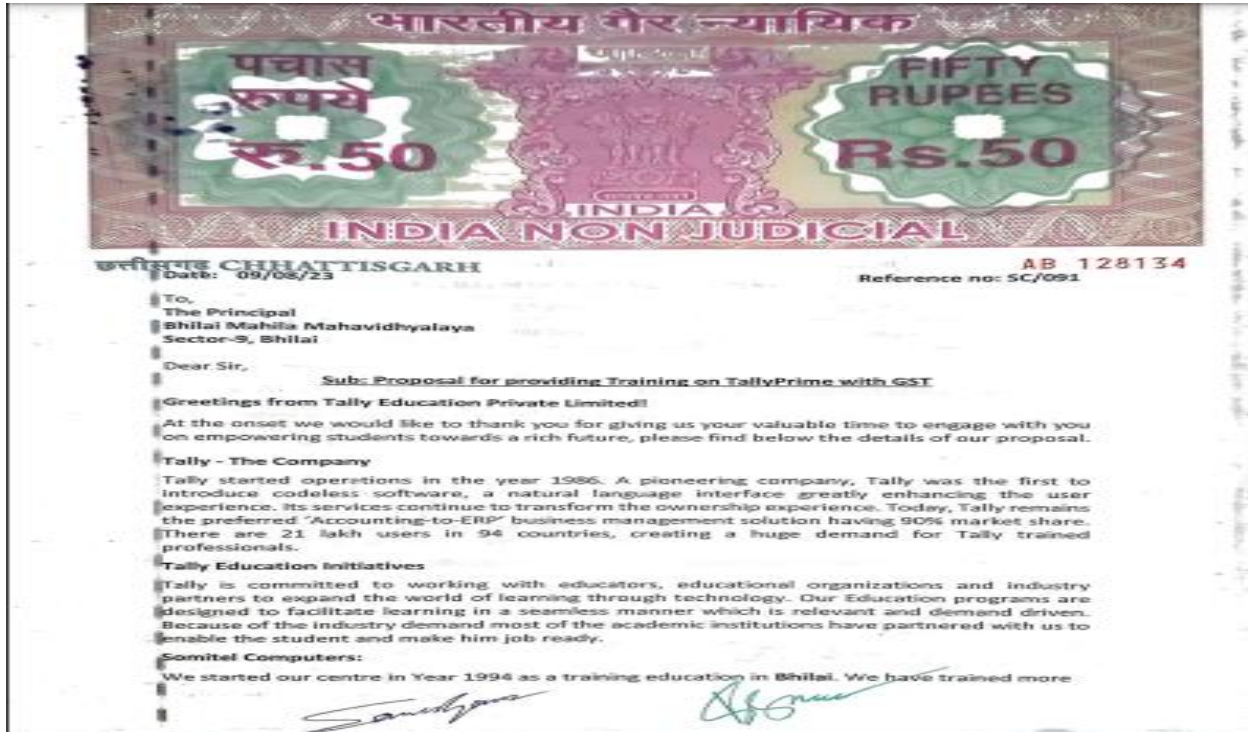 भारतीय गैर न्यायिक
पचास
रुपये
रु.50
FIFTY
RUPEES
Rs.50
INDIA
INDIA NON JUDICIAL
छत्तीसगढ़ CHHATTISGARH
AB 128134
Date: 09/08/23
Reference no: SC/091
To,
The Principal
Bhilai Mahila Mahavidhyalaya
Sector-9, Bhilai
Dear Sir,
Sub: Proposal for providing Training on TallyPrime with GST
Greetings from Tally Education Private Limited!
At the onset we would like to thank you for giving us your valuable time to engage with you
on empowering students towards a rich future, please find below the details of our proposal.
Tally - The Company
Tally started operations in the year 1986. A pioneering company, Tally was the first to
introduce codeless software, a natural language interface greatly enhancing the user
experience. Its services continue to transform the ownership experience. Today, Tally remains
the preferred 'Accounting-to-ERP' business management solution having 90% market share.
There are 21 lakh users in 94 countries, creating a huge demand for Tally trained
professionals.
Tally Education Initiatives
Tally is committed to working with educators, educational organizations and industry
partners to expand the world of learning through technology. Our Education programs are
designed to facilitate learning in a seamless manner which is relevant and demand driven.
Because of the industry demand most of the academic institutions have partnered with us to
enable the student and make him job ready.
Somitel Computers:
We started our centre in Year 1994 as a training education in Bhilai. We have trained more